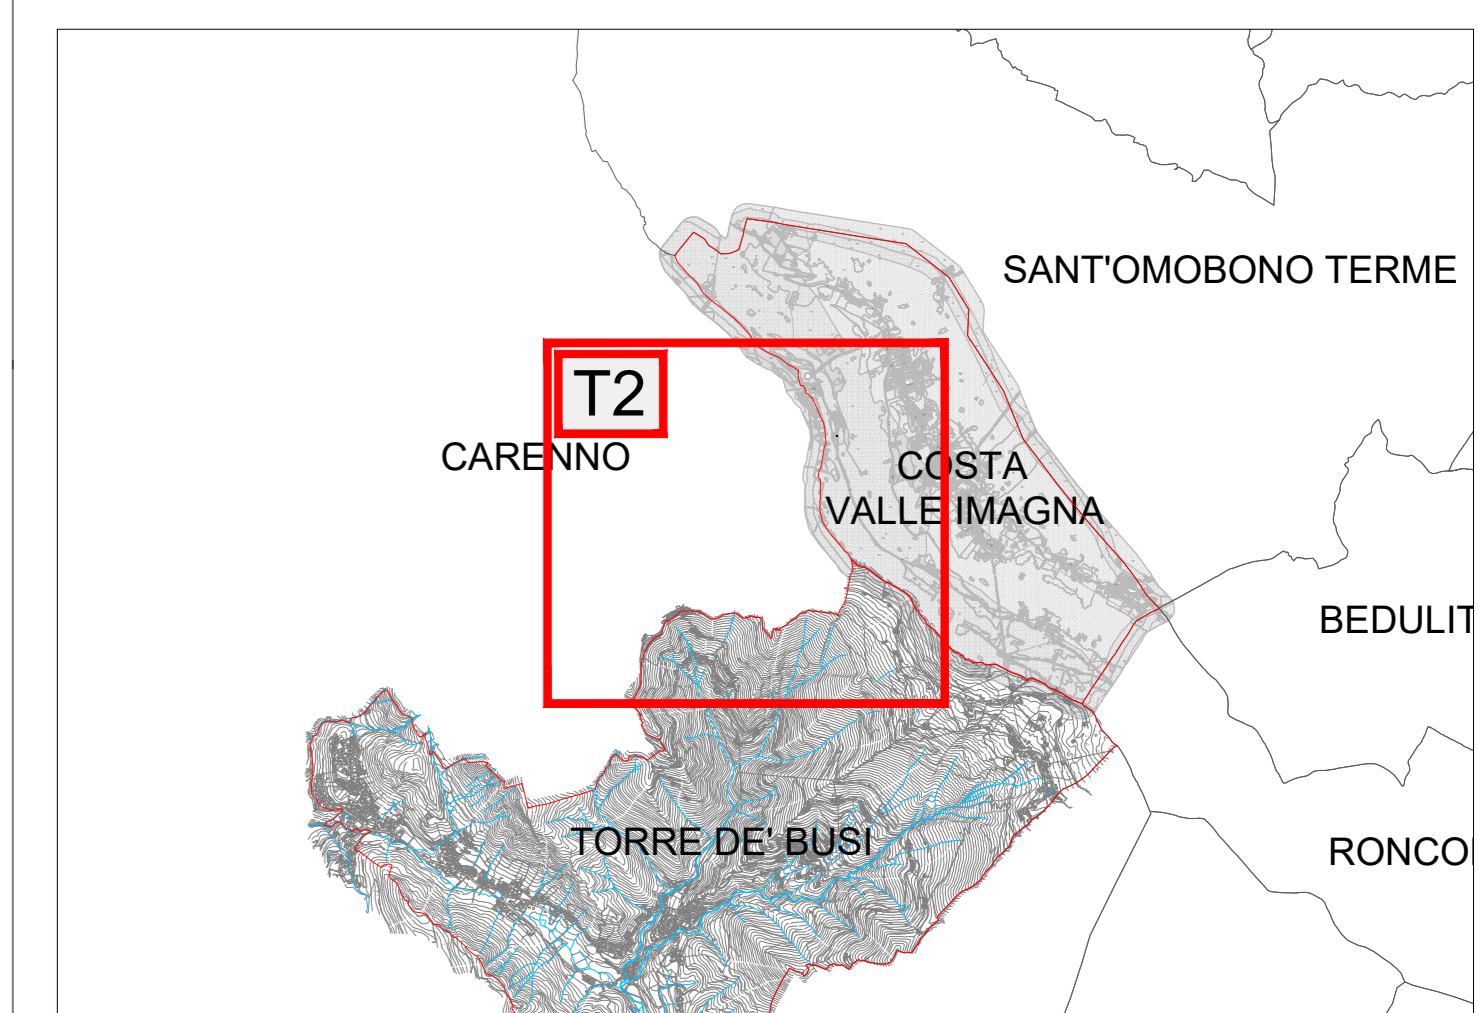 SANT'OMOBONO TERME
T2
CARENNO
COSTA
VALLE IMAGNA
BEDULIT
TORRE DE' BUSI
RONCO